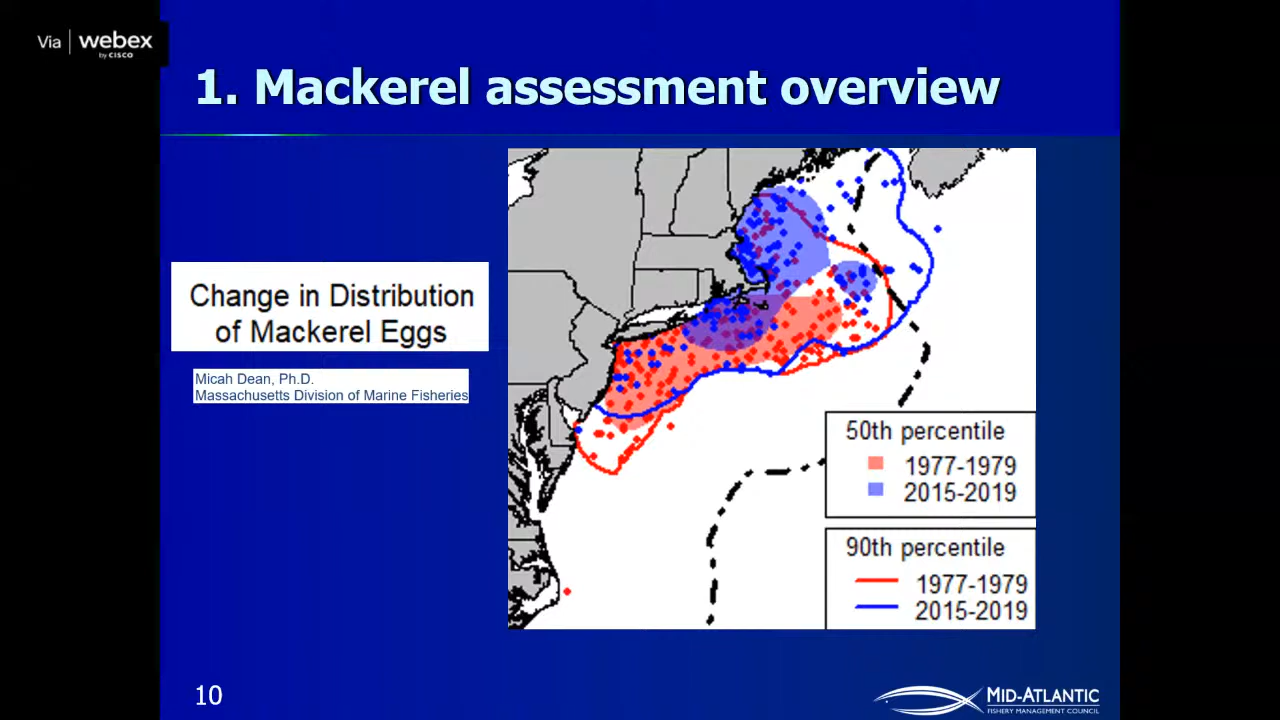 Via webex
by CISCO
1. Mackerel assessment overview
Change in Distribution
of Mackerel Eggs
Micah Dean, Ph.D.
Massachusetts Division of Marine Fisheries
50th percentile
1977-1979
2015-2019
90th percentile
1977-1979
2015-2019
10
MID-ATLANTIC
FISHERY MANAGEMENT COUNCIL